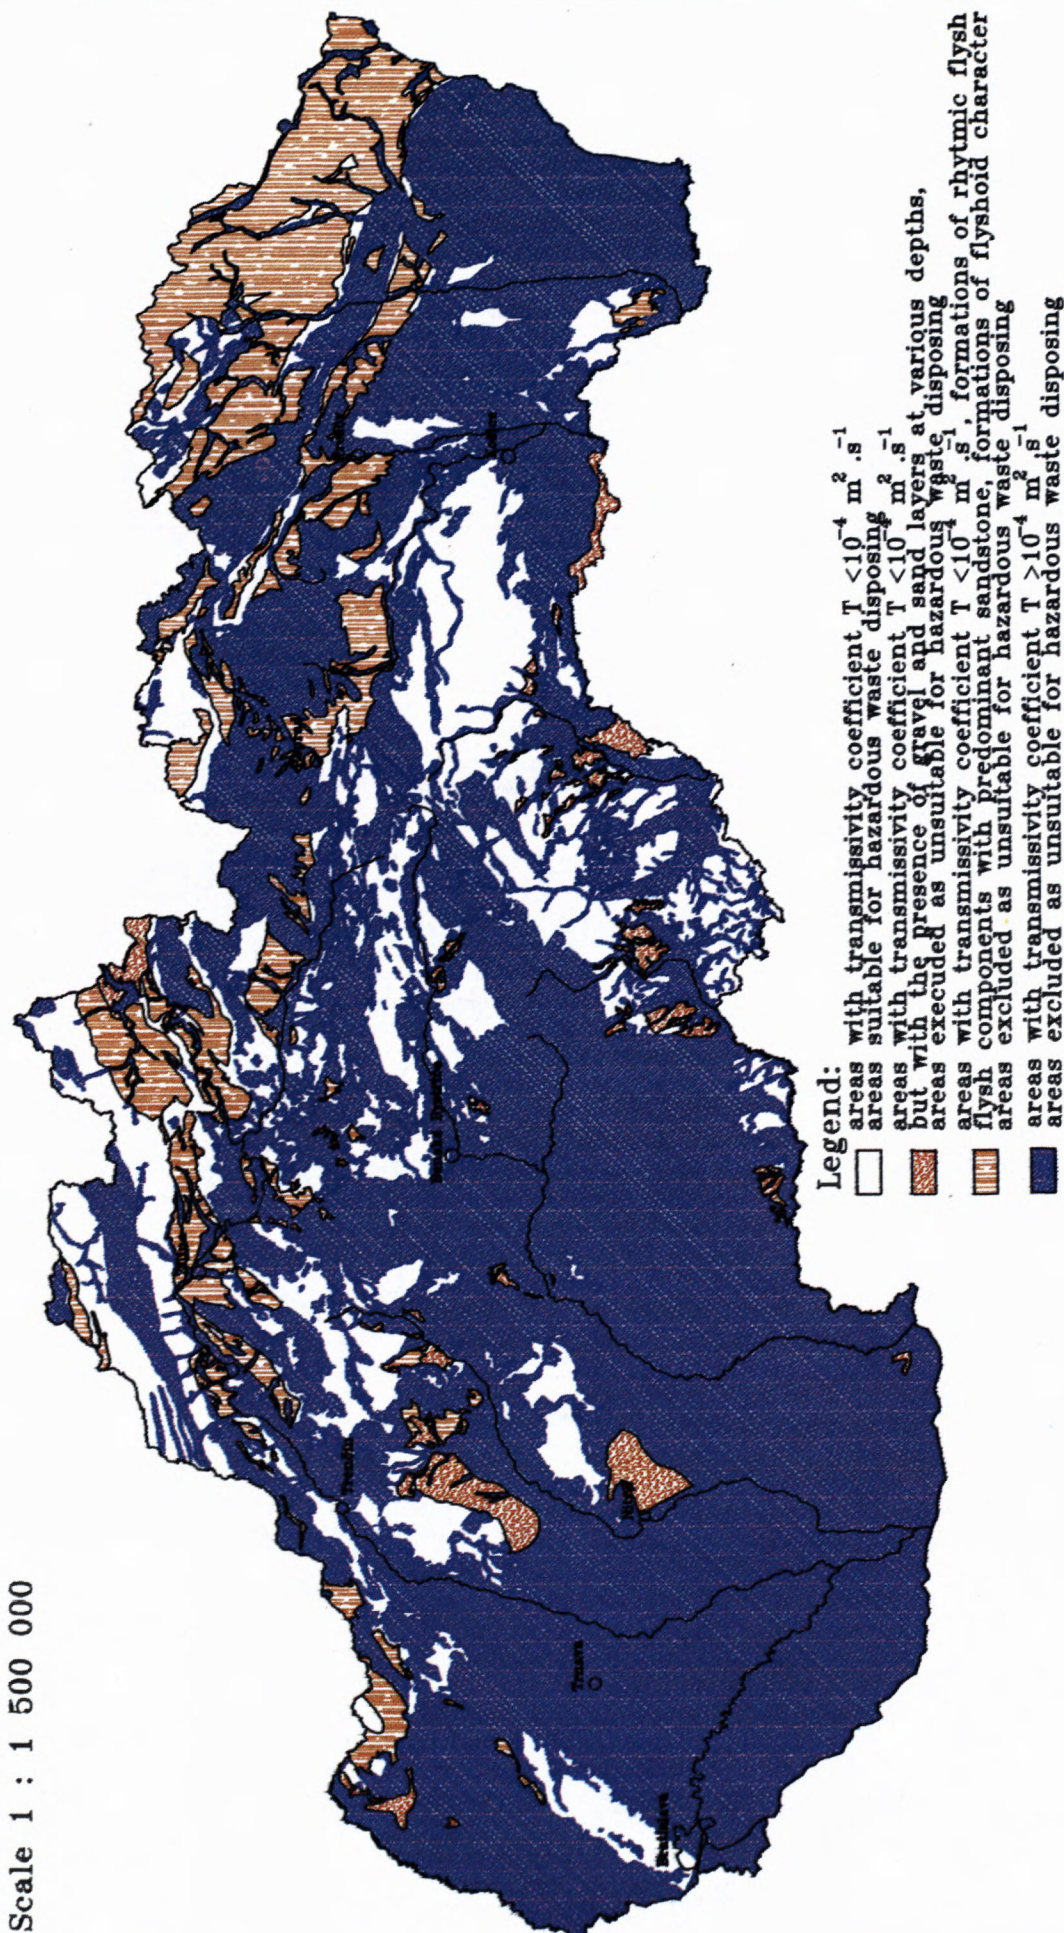 Scale 1 : 1 500 000
Trenčín
Nitra
Trnava
Bratislava
Legend:
areas with transmissivity coefficient T <10⁻⁴ m² .s⁻¹
areas suitable for hazardous waste disposing
areas with transmissivity coefficient T <10⁻⁴ m² .s⁻¹
but with the presence of gravel and sand layers at various depths,
areas execuded as unsuitable for hazardous waste disposing
areas with transmissivity coefficient T <10⁻⁴ m² s⁻¹, formations of rhytmic flysh
flysh components with predominant sandstone, formations of flyshoid character
areas excluded as unsuitable for hazardous waste disposing
areas with transmissivity coefficient T >10⁻⁴ m² s⁻¹
areas excluded as unsuitable for hazardous waste disposing